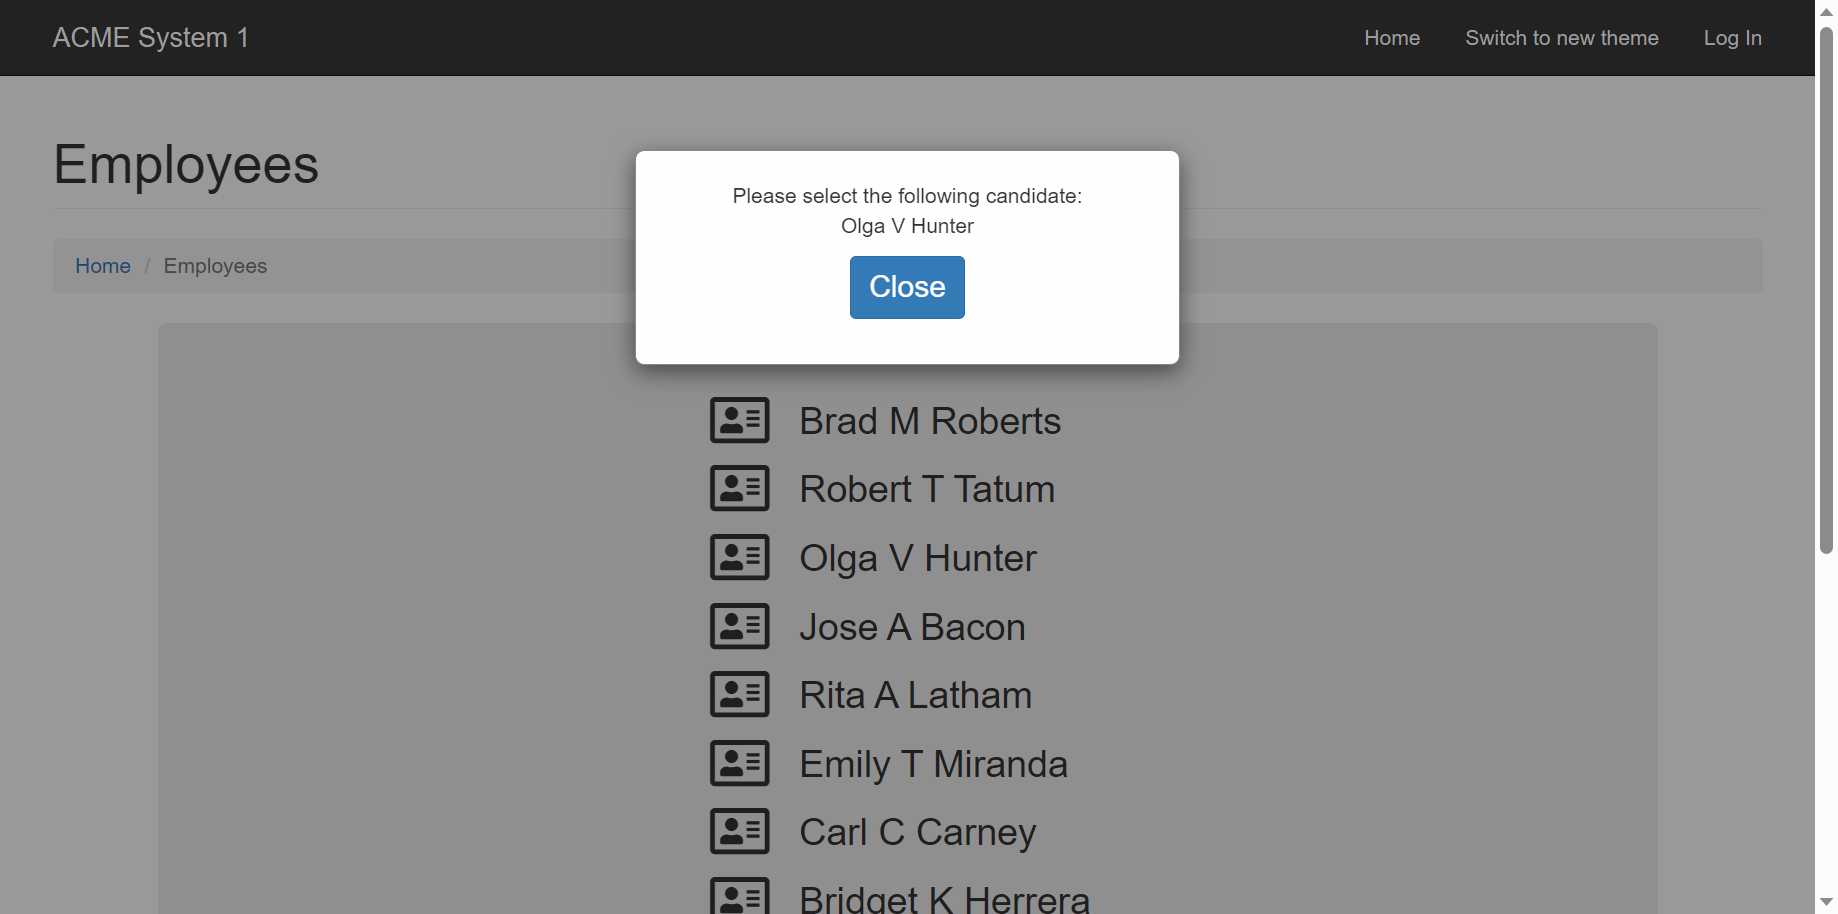 ACME System 1
Home
Switch to new theme
Log In
Employees
Please select the following candidate:
Olga V Hunter
Close
Home / Employees
Brad M Roberts
Robert T Tatum
Olga V Hunter
Jose A Bacon
Rita A Latham
Emily T Miranda
Carl C Carney
Bridget K Herrera